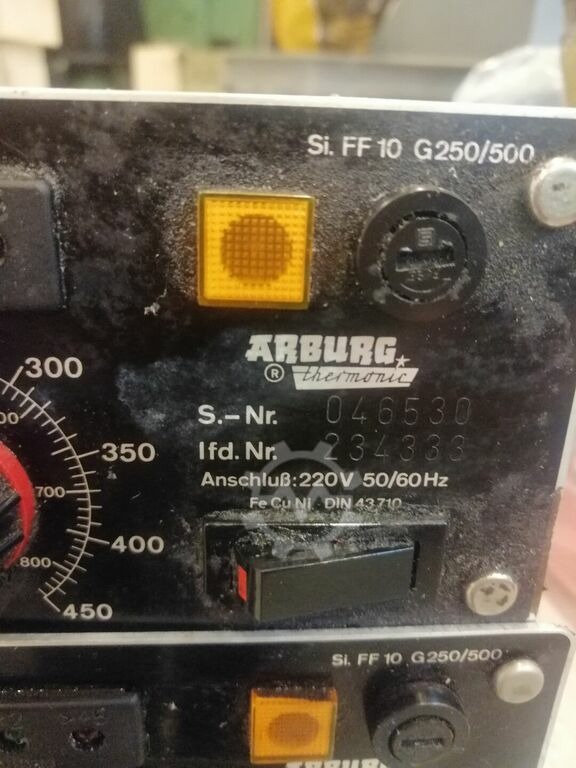 Si. FF 10 G250/500
ARBURG
® thermonic
S.-Nr. 046530
lfd. Nr. 234333
Anschluß: 220V 50/60Hz
Fe Cu Ni DIN 43710
300
350
700
400
800
450
Si. FF 10 G250/500
ARBURG